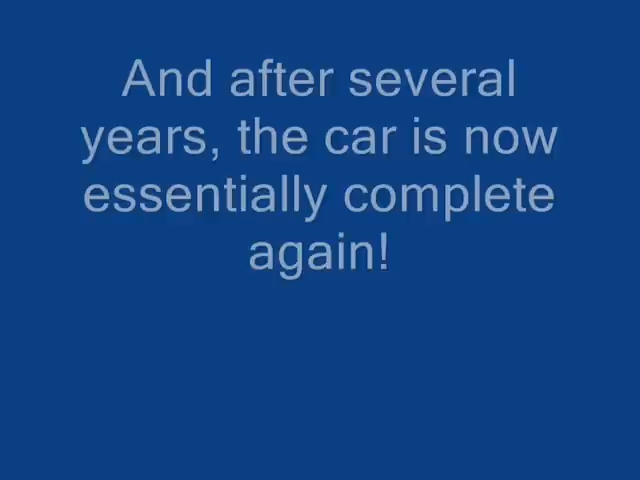 And after several
years, the car is now
essentially complete
again!